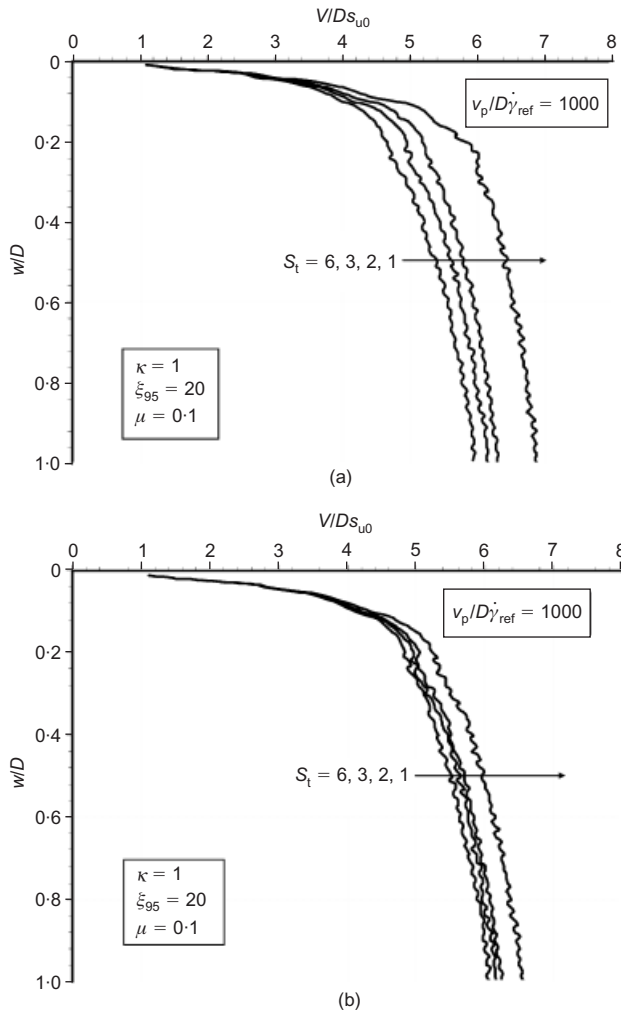 V/Ds_u0
0 1 2 3 4 5 6 7 8
0
0·2
0·4
0·6
0·8
1·0
w/D
v_p/Dγ̇_ref = 1000
S_t = 6, 3, 2, 1
κ = 1
ξ_95 = 20
μ = 0·1
(a)
V/Ds_u0
0 1 2 3 4 5 6 7 8
0
0·2
0·4
0·6
0·8
1·0
w/D
v_p/Dγ̇_ref = 1000
S_t = 6, 3, 2, 1
κ = 1
ξ_95 = 20
μ = 0·1
(b)